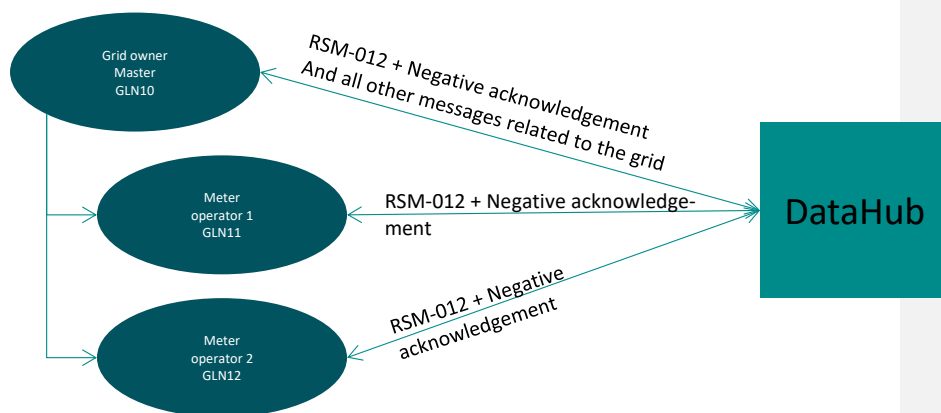 Grid owner
Master
GLN10
RSM-012 + Negative acknowledgement
And all other messages related to the grid
Meter
operator 1
GLN11
RSM-012 + Negative acknowledge-
ment
DataHub
Meter
operator 2
GLN12
RSM-012 + Negative
acknowledgement